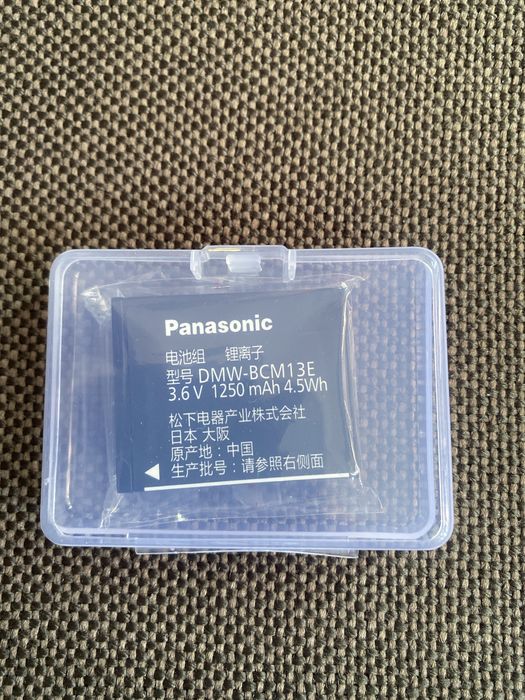 Panasonic
电池组 锂离子
型号 DMW-BCM13E
3.6 V 1250 mAh 4.5Wh
松下电器产业株式会社
日本 大阪
原产地：中国
生产批号：请参照右侧面